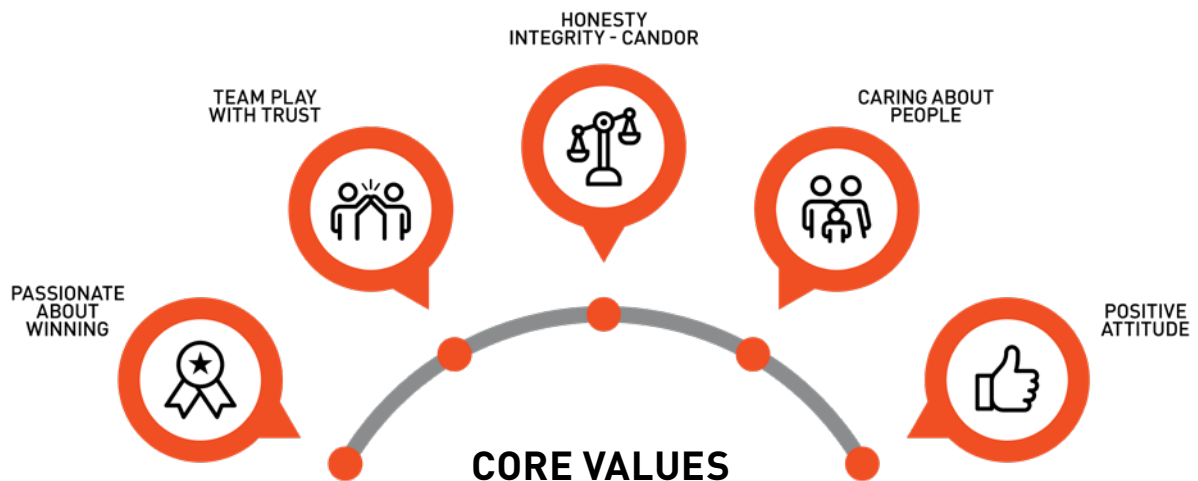 PASSIONATE
ABOUT
WINNING
TEAM PLAY
WITH TRUST
HONESTY
INTEGRITY - CANDOR
CARING ABOUT
PEOPLE
POSITIVE
ATTITUDE
CORE VALUES